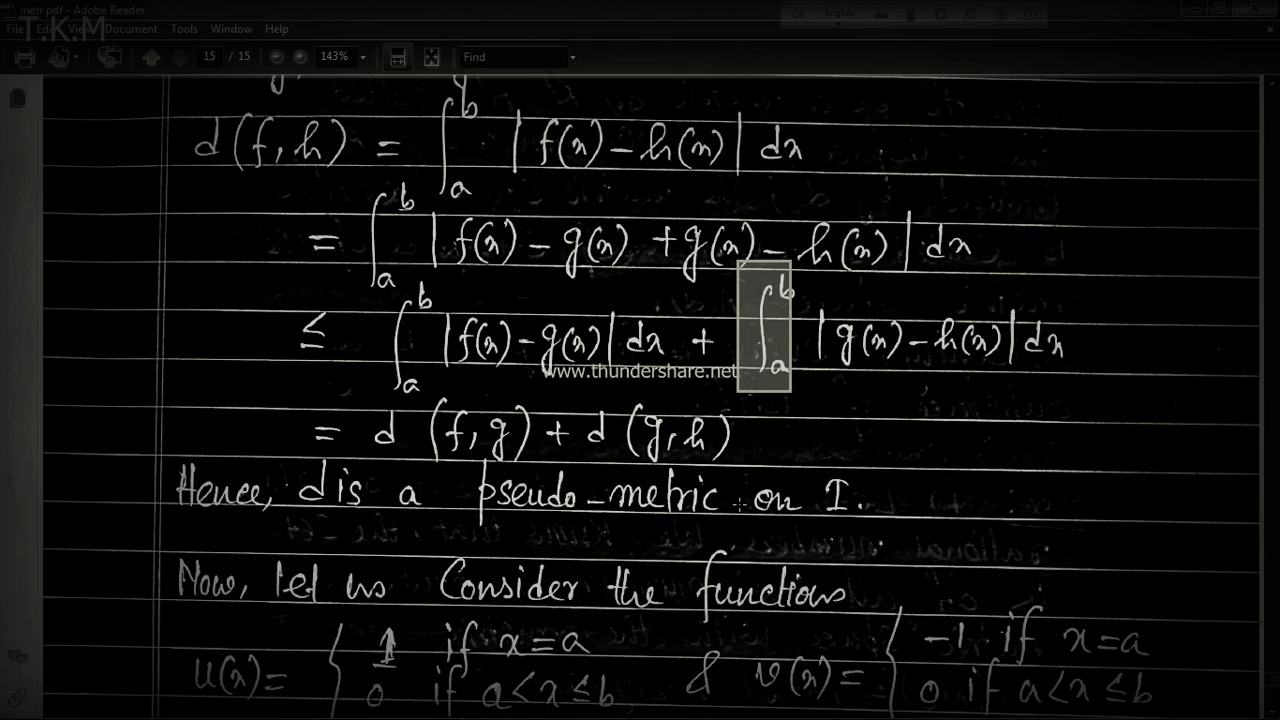 metr.pdf - Adobe Reader
T.K.M
File Edit View Document Tools Window Help
English
15 / 15 143% Find
d(f,h) = ∫_a^b |f(x) - h(x)| dx
= ∫_a^b |f(x) - g(x) + g(x) - h(x)| dx
≤ ∫_a^b |f(x) - g(x)| dx + ∫_a^b |g(x) - h(x)| dx
www.thundershare.net
= d (f,g) + d (g,h)
Hence, d is a pseudo-metric on I.
Now, let us Consider the functions
u(x) = { 1 if x=a & v(x) = { -1 if x=a
0 if a<x≤b 0 if a<x≤b